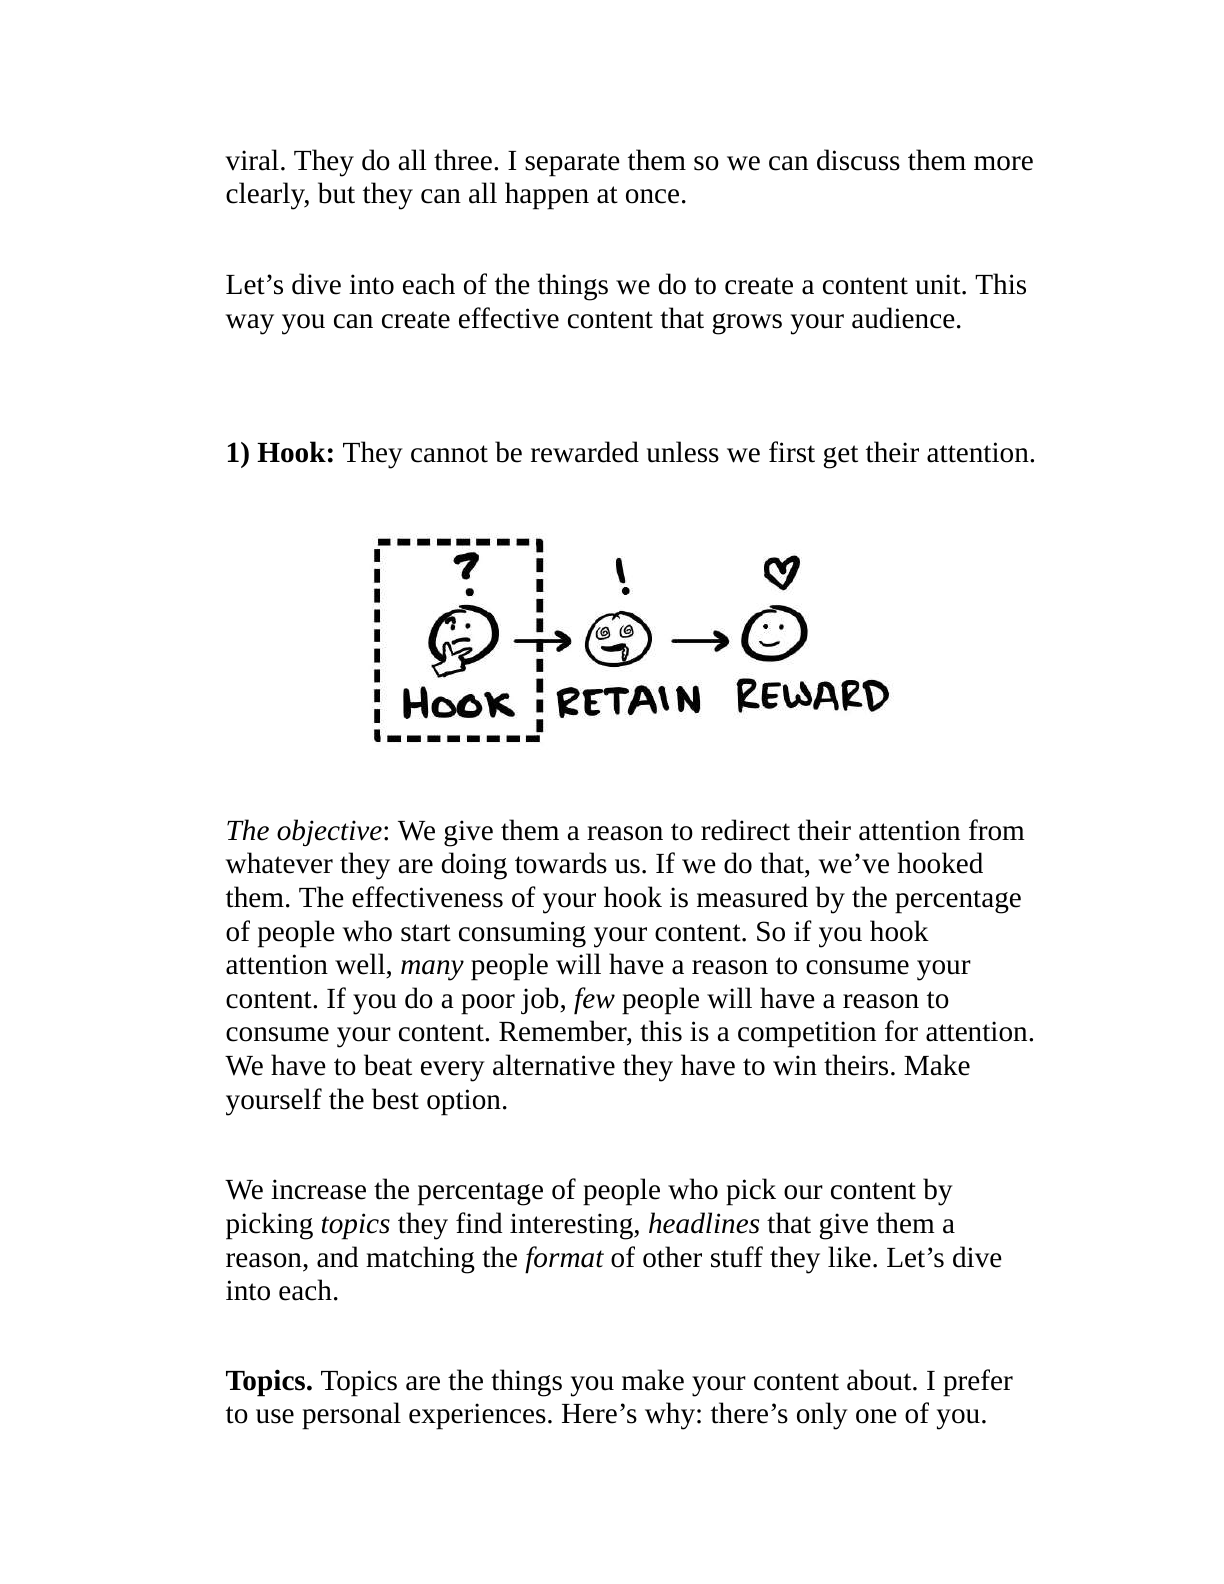 viral. They do all three. I separate them so we can discuss them more
clearly, but they can all happen at once.
Let’s dive into each of the things we do to create a content unit. This
way you can create effective content that grows your audience.
1) Hook: They cannot be rewarded unless we first get their attention.
? ! ♡
HOOK RETAIN REWARD
The objective: We give them a reason to redirect their attention from
whatever they are doing towards us. If we do that, we’ve hooked
them. The effectiveness of your hook is measured by the percentage
of people who start consuming your content. So if you hook
attention well, many people will have a reason to consume your
content. If you do a poor job, few people will have a reason to
consume your content. Remember, this is a competition for attention.
We have to beat every alternative they have to win theirs. Make
yourself the best option.
We increase the percentage of people who pick our content by
picking topics they find interesting, headlines that give them a
reason, and matching the format of other stuff they like. Let’s dive
into each.
Topics. Topics are the things you make your content about. I prefer
to use personal experiences. Here’s why: there’s only one of you.